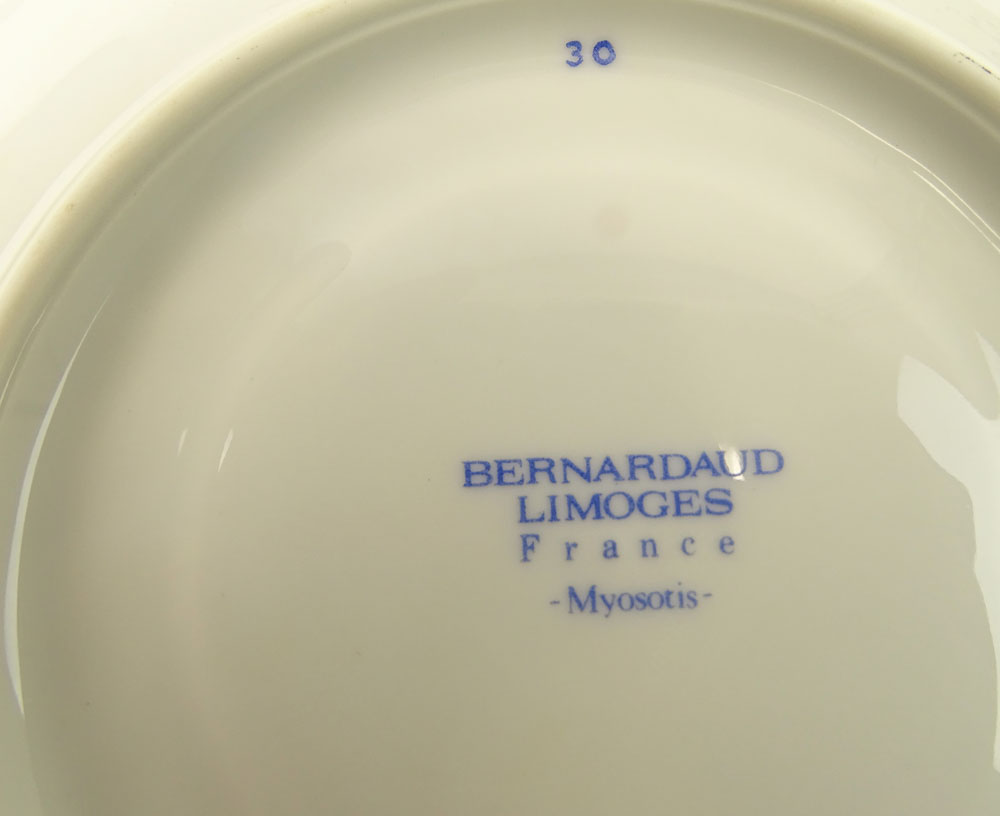 30
BERNARDAUD
LIMOGES
France
-Myosotis-